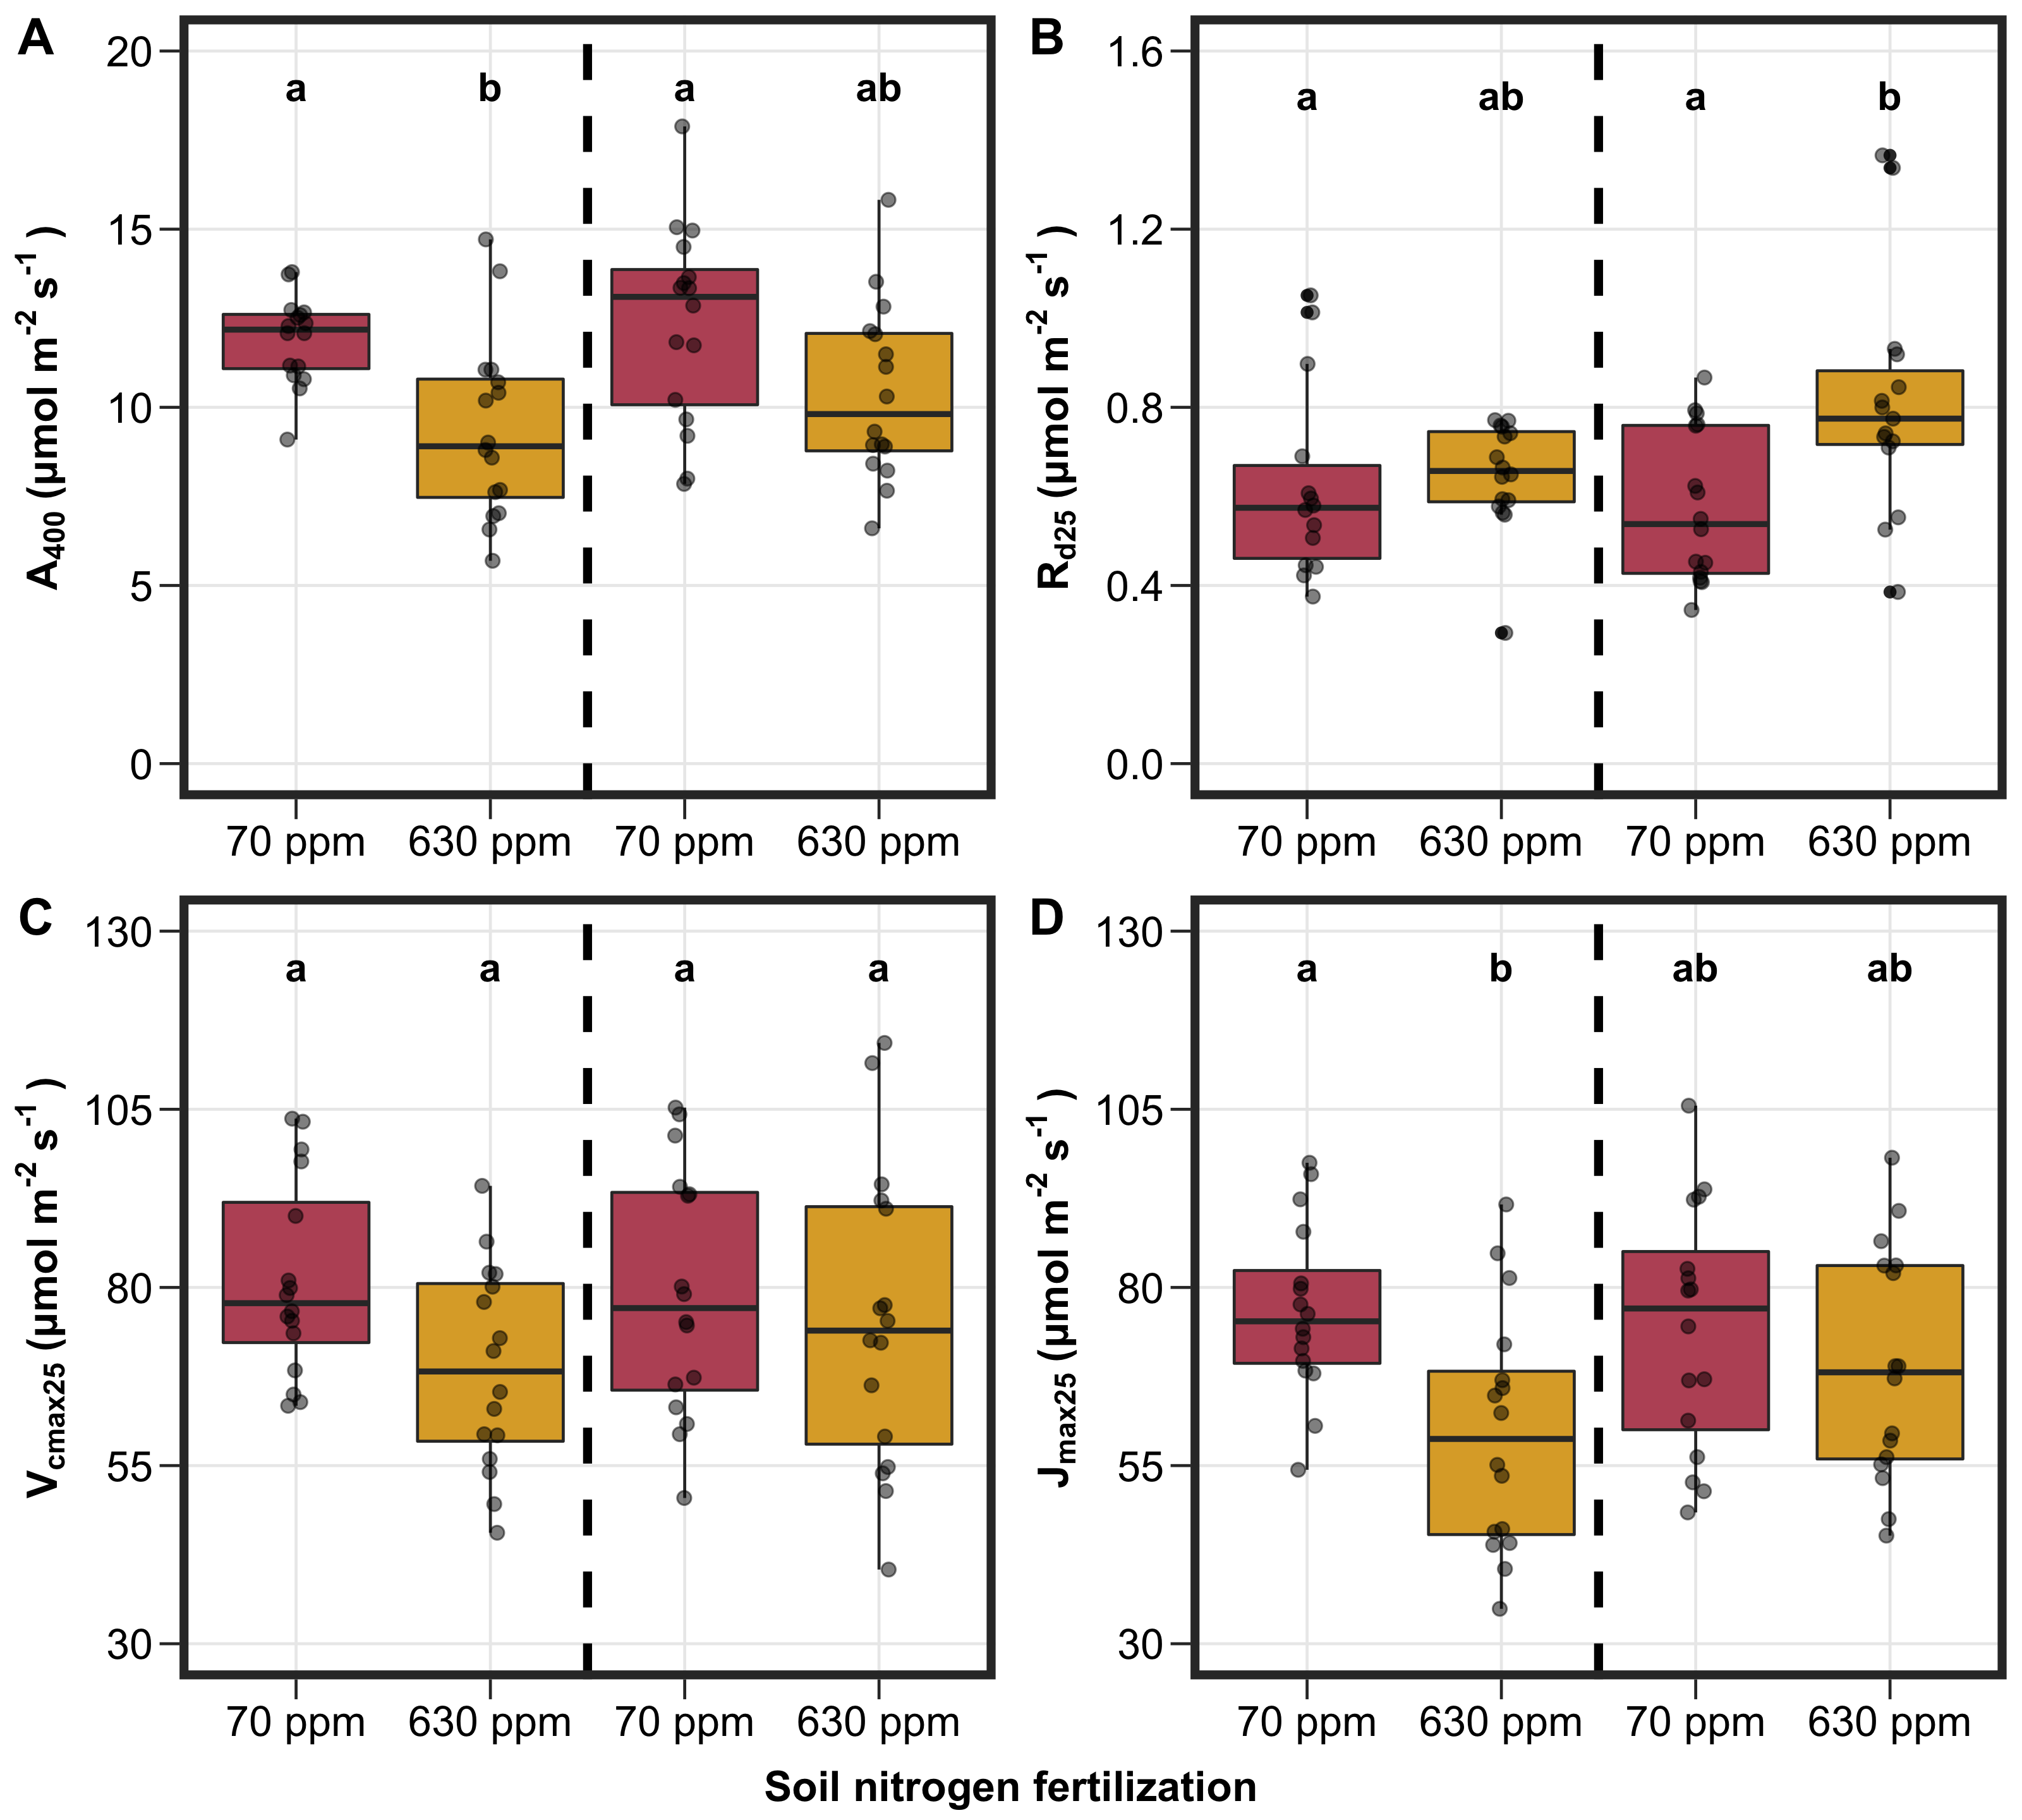 A
B
A400 (µmol m-2 s-1 )
20
15
10
5
0
a b a ab
70 ppm 630 ppm 70 ppm 630 ppm
Rd25 (µmol m-2 s-1 )
1.6
1.2
0.8
0.4
0.0
a ab a b
70 ppm 630 ppm 70 ppm 630 ppm
C
D
Vcmax25 (µmol m-2 s-1 )
130
105
80
55
30
a a a a
70 ppm 630 ppm 70 ppm 630 ppm
Jmax25 (µmol m-2 s-1 )
130
105
80
55
30
a b ab ab
70 ppm 630 ppm 70 ppm 630 ppm
Soil nitrogen fertilization